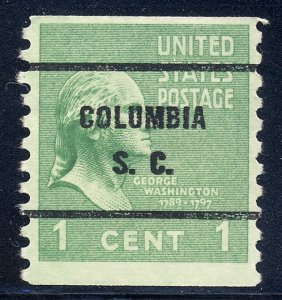 UNITED
STATES
POSTAGE
COLUMBIA
S. C.
GEORGE
WASHINGTON
1789-1797
1 CENT 1